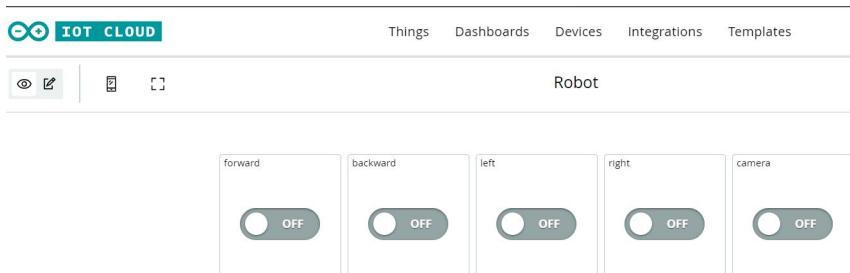 IOT CLOUD Things Dashboards Devices Integrations Templates
Robot
forward backward left right camera
OFF OFF OFF OFF OFF